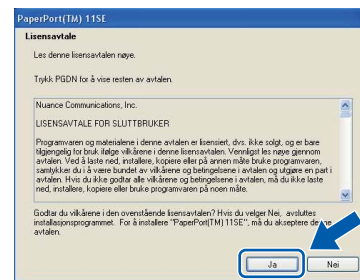 PaperPort(TM) 11SE
Lisensavtale
Les denne lisensavtalen nøye.
Trykk PGDN for å vise resten av avtalen.
Nuance Communications, Inc.
LISENSAVTALE FOR SLUTTBRUKER
Programvaren og materialene i denne avtalen er lisensiert, dvs. ikke solgt, og er bare
tilgjengelig for bruk ifølge vilkårene i denne lisensavtalen. Vennligst les nøye gjennom
avtalen. Ved å laste ned, installere, kopiere eller på annen måte bruke programvaren,
samtykker du i å være bundet av vilkårene og betingelsene i avtalen og utgjøre en part i
avtalen. Hvis du ikke godtar alle vilkårene og betingelsene i avtalen, må du ikke laste
ned, installere, kopiere eller bruke programvaren på noen måte.
Godtar du vilkårene i den ovenstående lisensavtalen? Hvis du velger Nei, avsluttes
installasjonsprogrammet. For å installere "PaperPort(TM) 11SE", må du akseptere denne
avtalen.
Ja
Nei